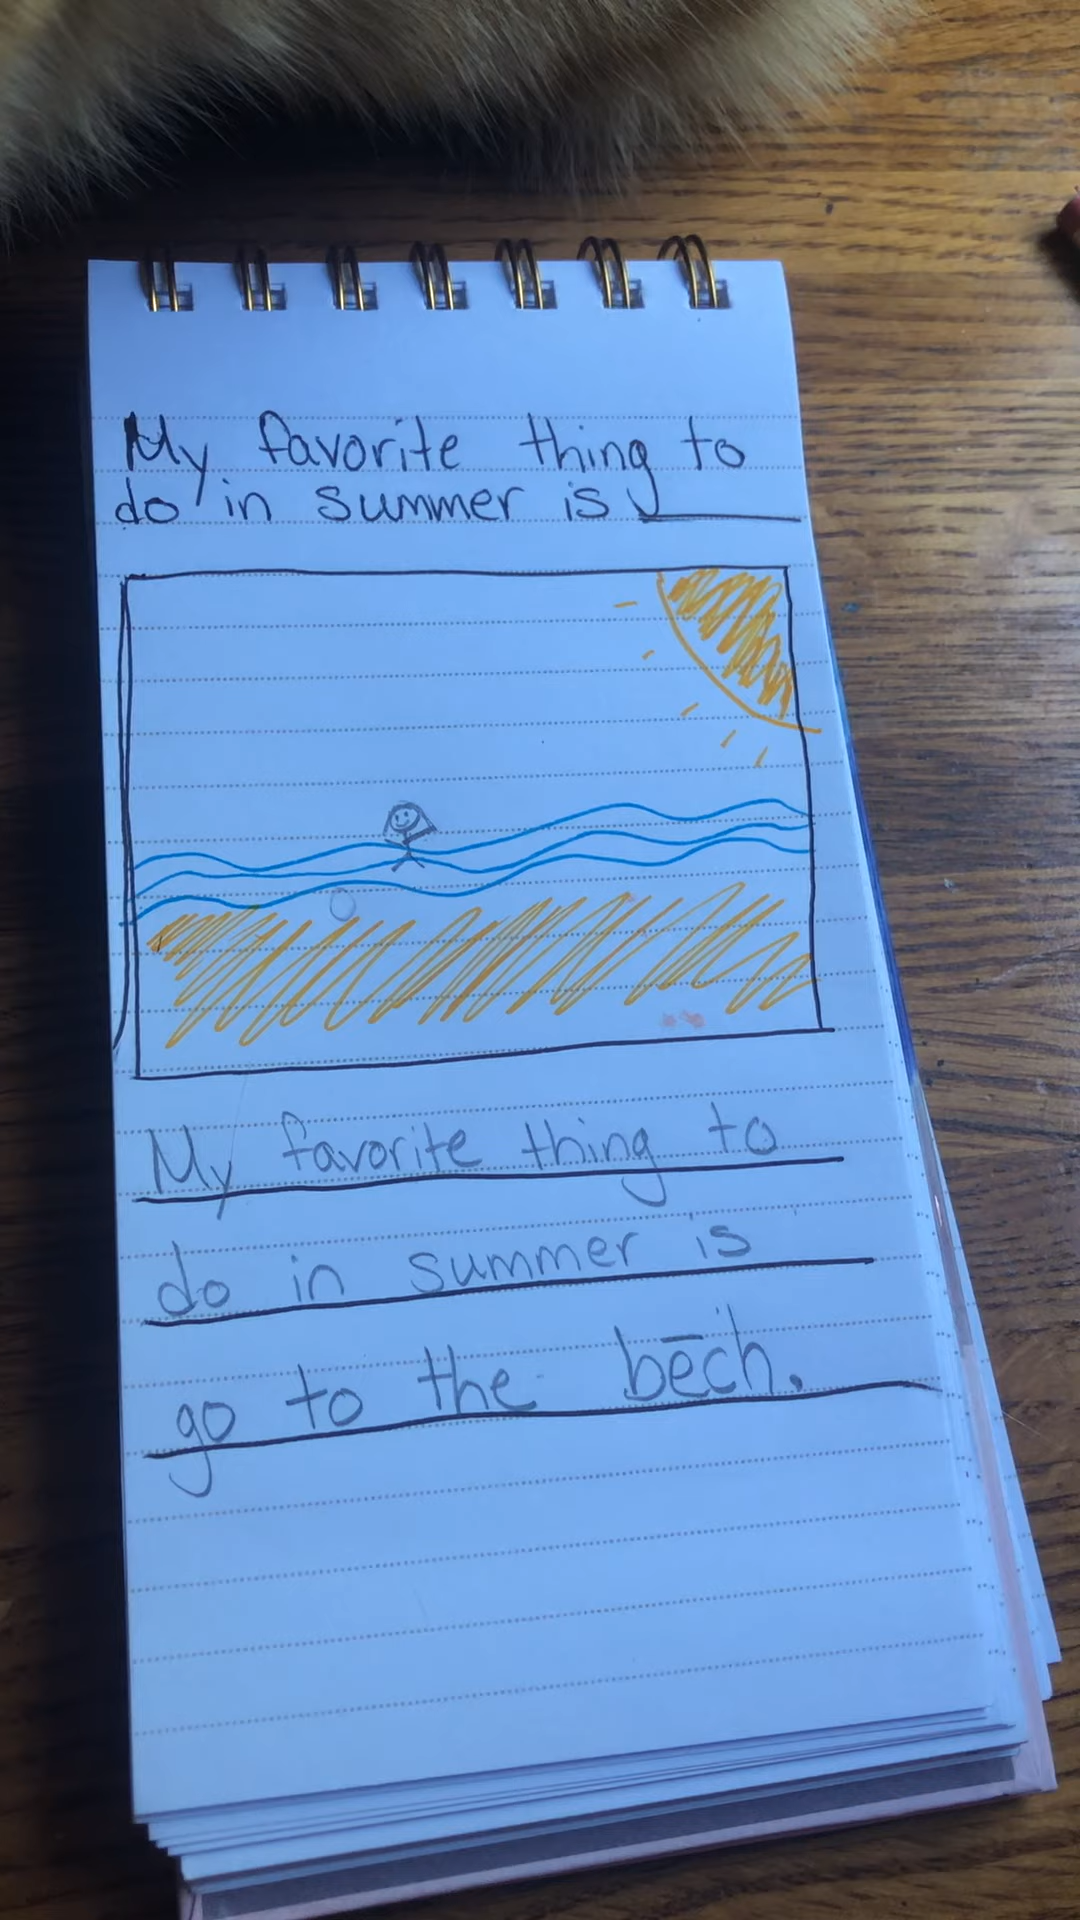 My favorite thing to
do in summer is ______
My favorite thing to
do in summer is
go to the bēch.